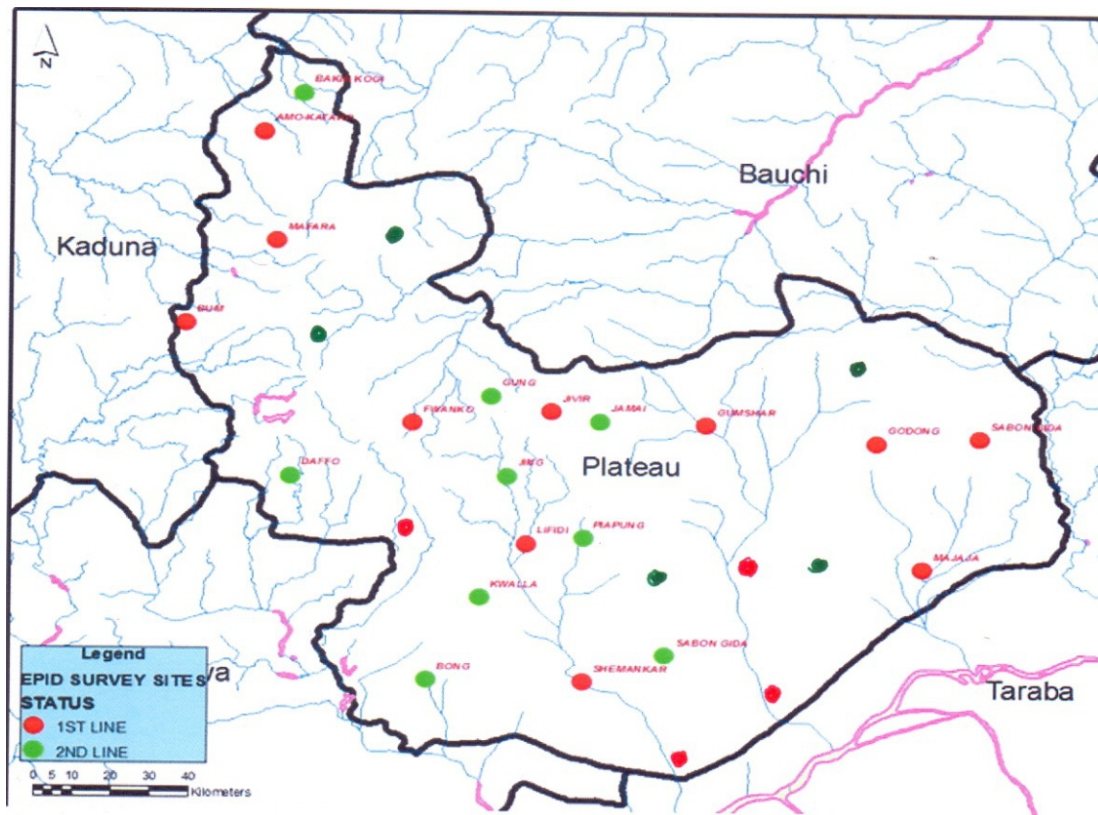 N
BAKIN KOGI
AMO-KATAKO
Bauchi
MAFARA
Kaduna
BUM
GUNG
JIVIR
FWANKO
JAMAI
GUMSHAR
GODONG
SABON GIDA
Plateau
DAFFO
JING
LIFIDI
PIAPUNG
MAJAJA
KWALLA
SABON GIDA
BONG
SHEMANKAR
Taraba
Legend
EPID SURVEY SITES
STATUS
1ST LINE
2ND LINE
0 5 10 20 30 40
Kilometers